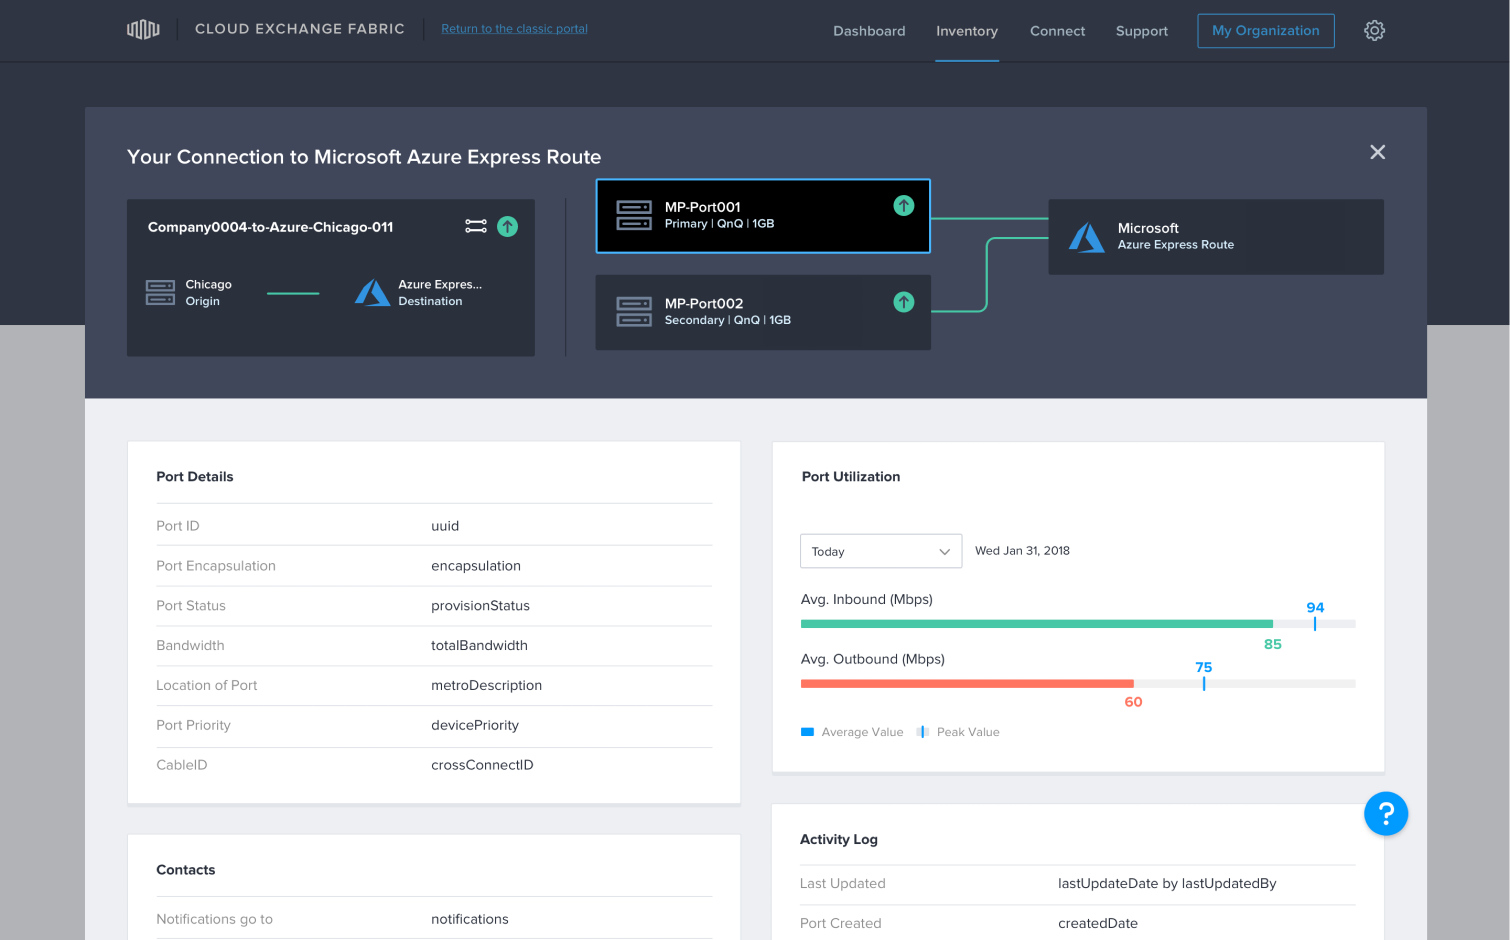 CLOUD EXCHANGE FABRIC
Return to the classic portal
Dashboard
Inventory
Connect
Support
My Organization
Your Connection to Microsoft Azure Express Route
Company0004-to-Azure-Chicago-011
Chicago
Origin
Azure Expres...
Destination
MP-Port001
Primary | QnQ | 1GB
MP-Port002
Secondary | QnQ | 1GB
Microsoft
Azure Express Route
Port Details
Port ID uuid
Port Encapsulation encapsulation
Port Status provisionStatus
Bandwidth totalBandwidth
Location of Port metroDescription
Port Priority devicePriority
CableID crossConnectID
Contacts
Notifications go to notifications
Port Utilization
Today
Wed Jan 31, 2018
Avg. Inbound (Mbps)
94
85
Avg. Outbound (Mbps)
75
60
Average Value
Peak Value
?
Activity Log
Last Updated lastUpdateDate by lastUpdatedBy
Port Created createdDate